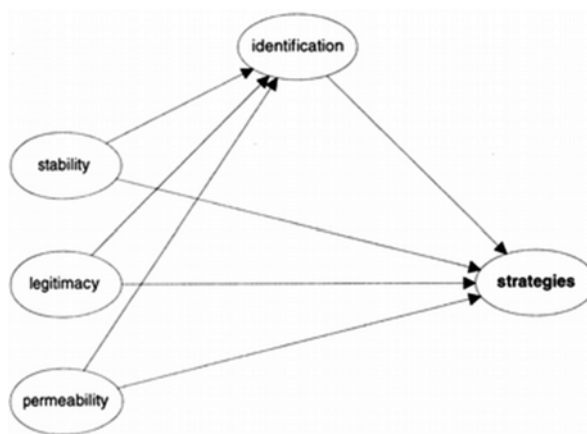 identification
stability
legitimacy
strategies
permeability